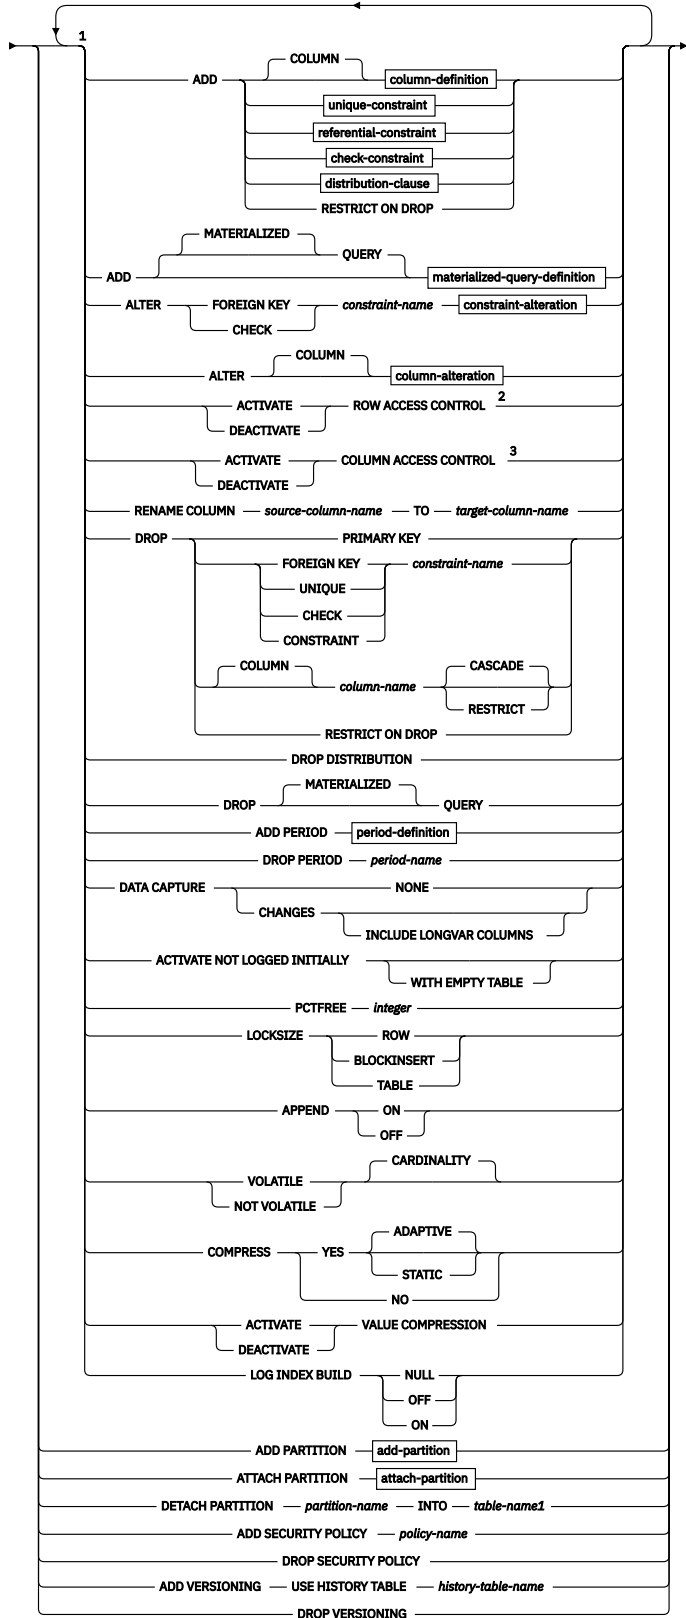 1
COLUMN
ADD column-definition
unique-constraint
referential-constraint
check-constraint
distribution-clause
RESTRICT ON DROP
MATERIALIZED
QUERY
ADD materialized-query-definition
ALTER FOREIGN KEY constraint-name constraint-alteration
CHECK
COLUMN
ALTER column-alteration
ACTIVATE ROW ACCESS CONTROL 2
DEACTIVATE
ACTIVATE COLUMN ACCESS CONTROL 3
DEACTIVATE
RENAME COLUMN source-column-name TO target-column-name
DROP PRIMARY KEY
FOREIGN KEY constraint-name
UNIQUE
CHECK
CONSTRAINT
COLUMN CASCADE
column-name
RESTRICT
RESTRICT ON DROP
DROP DISTRIBUTION
MATERIALIZED
DROP QUERY
ADD PERIOD period-definition
DROP PERIOD period-name
DATA CAPTURE NONE
CHANGES
INCLUDE LONGVAR COLUMNS
ACTIVATE NOT LOGGED INITIALLY
WITH EMPTY TABLE
PCTFREE integer
LOCKSIZE ROW
BLOCKINSERT
TABLE
APPEND ON
OFF
CARDINALITY
VOLATILE
NOT VOLATILE
ADAPTIVE
COMPRESS YES
STATIC
NO
ACTIVATE VALUE COMPRESSION
DEACTIVATE
LOG INDEX BUILD NULL
OFF
ON
ADD PARTITION add-partition
ATTACH PARTITION attach-partition
DETACH PARTITION partition-name INTO table-name1
ADD SECURITY POLICY policy-name
DROP SECURITY POLICY
ADD VERSIONING USE HISTORY TABLE history-table-name
DROP VERSIONING